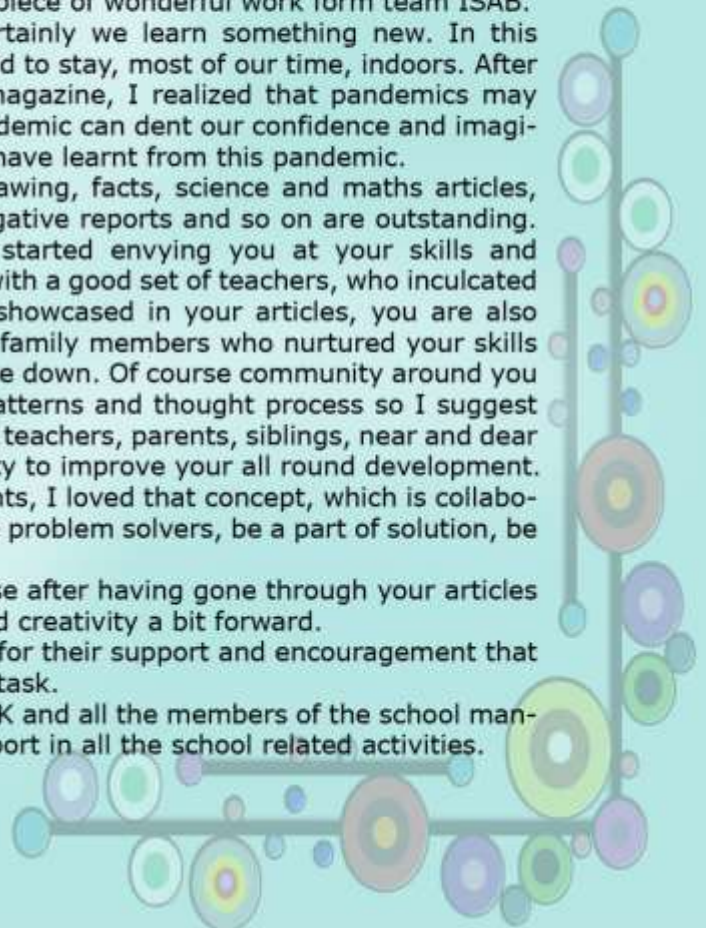 piece of wonderful work form team ISAB.
rtainly we learn something new. In this
d to stay, most of our time, indoors. After
magazine, I realized that pandemics may
demic can dent our confidence and imagi-
have learnt from this pandemic.
awing, facts, science and maths articles,
gative reports and so on are outstanding.
started envying you at your skills and
with a good set of teachers, who inculcated
showcased in your articles, you are also
family members who nurtured your skills
e down. Of course community around you
atterns and thought process so I suggest
teachers, parents, siblings, near and dear
ty to improve your all round development.
nts, I loved that concept, which is collabo-
problem solvers, be a part of solution, be
se after having gone through your articles
d creativity a bit forward.
for their support and encouragement that
task.
K and all the members of the school man-
port in all the school related activities.